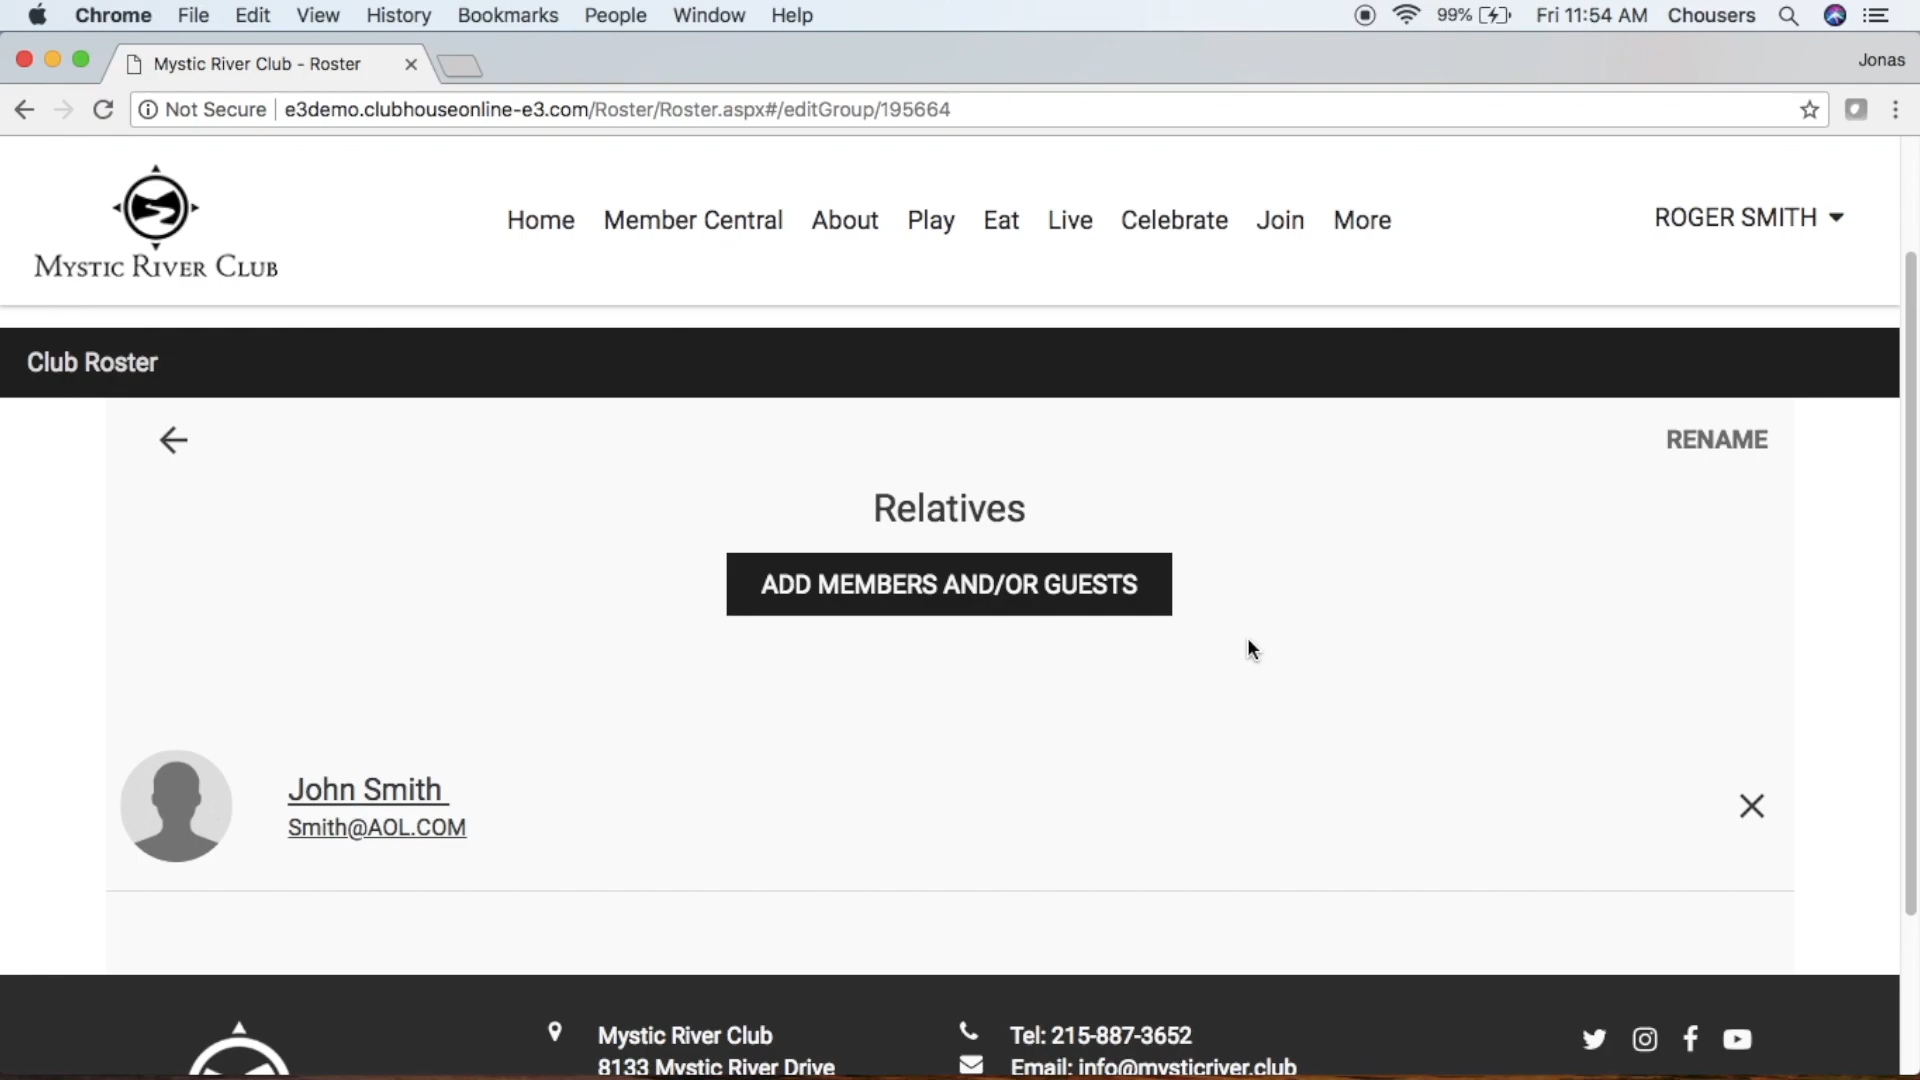 Chrome File Edit View History Bookmarks People Window Help 99% Fri 11:54 AM Chousers
Mystic River Club - Roster
Jonas
Not Secure e3demo.clubhouseonline-e3.com/Roster/Roster.aspx#/editGroup/195664
MYSTIC RIVER CLUB
Home Member Central About Play Eat Live Celebrate Join More
ROGER SMITH
Club Roster
RENAME
Relatives
ADD MEMBERS AND/OR GUESTS
John Smith
Smith@AOL.COM
Mystic River Club
8133 Mystic River Drive
Tel: 215-887-3652
Email: info@mysticriver.club